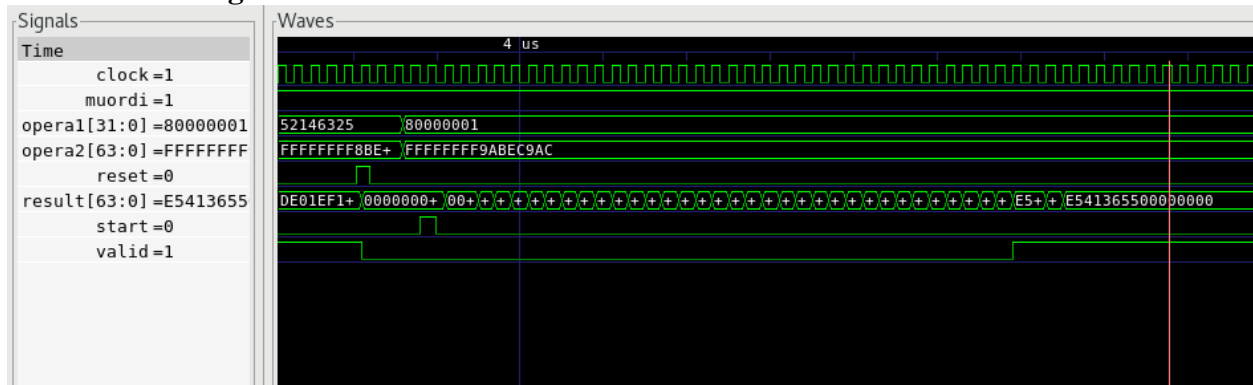 Signals
Waves
Time
4 us
clock =1
muordi =1
opera1[31:0] =80000001 52146325 80000001
opera2[63:0] =FFFFFFFF FFFFFFFF8BE+ FFFFFFFF9ABEC9AC
reset =0
result[63:0] =E5413655 DE01EF1+ 0000000+ 00+ + + + + + + + + + + + + + + + + + + + + + + + + + + + + + + E5+ + E541365500000000
start =0
valid =1